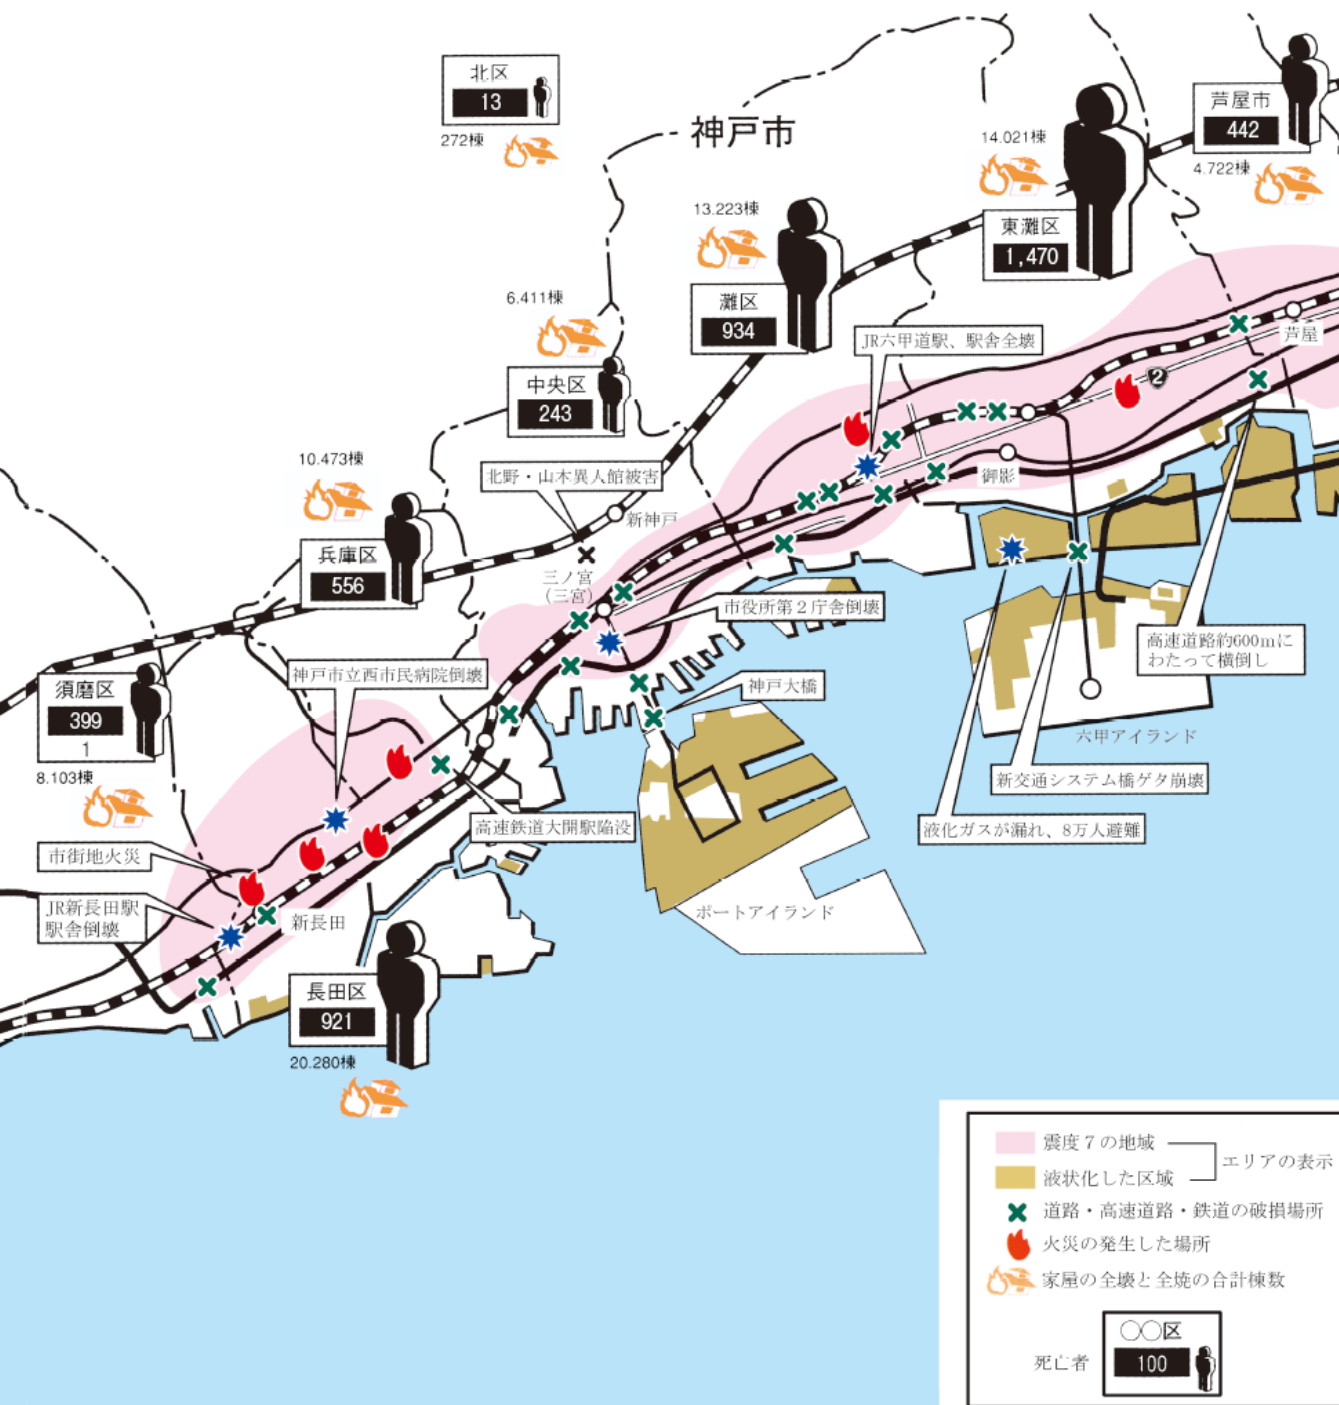 北区
13
272棟
神戸市
14.021棟
芦屋市
442
4.722棟
13.223棟
東灘区
1,470
灘区
934
6.411棟
中央区
243
JR六甲道駅、駅舎全壊
芦屋
2
10.473棟
北野・山本異人館被害
御影
新神戸
兵庫区
556
三ノ宮
(三宮)
市役所第2庁舎倒壊
高速道路約600mに
わたって横倒し
須磨区
399
1
8.103棟
神戸市立西市民病院倒壊
神戸大橋
六甲アイランド
新交通システム橋ゲタ崩壊
高速鉄道大開駅陥没
液化ガスが漏れ、8万人避難
市街地火災
JR新長田駅
駅舎倒壊
新長田
ポートアイランド
長田区
921
20.280棟
震度7の地域
液状化した区域
エリアの表示
道路・高速道路・鉄道の破損場所
火災の発生した場所
家屋の全壊と全焼の合計棟数
○○区
死亡者
100